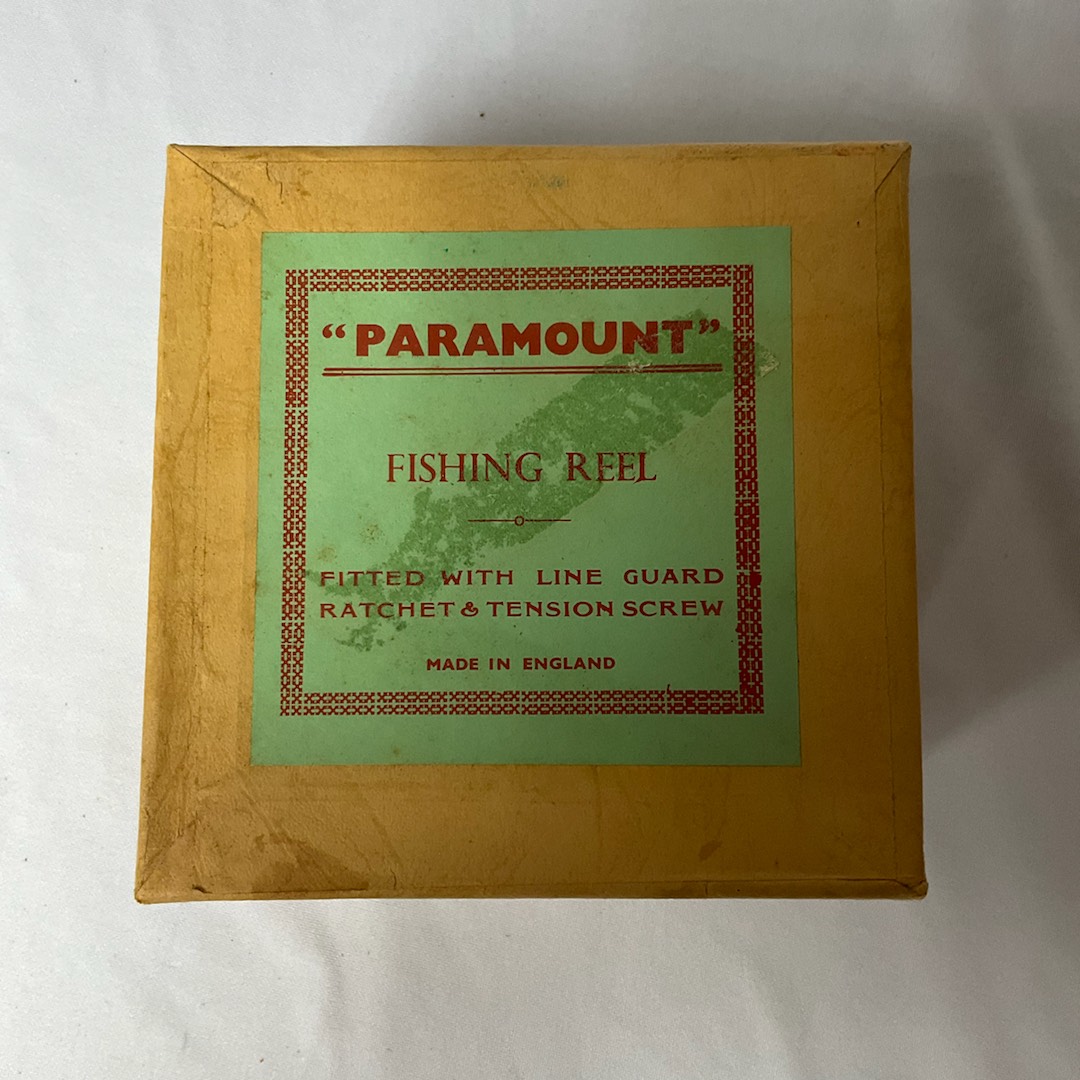 “PARAMOUNT”
FISHING REEL
FITTED WITH LINE GUARD
RATCHET & TENSION SCREW
MADE IN ENGLAND